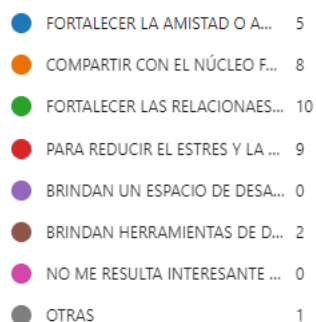 FORTALECER LA AMISTAD O A... 5
COMPARTIR CON EL NÚCLEO F... 8
FORTALECER LAS RELACIONAES... 10
PARA REDUCIR EL ESTRES Y LA ... 9
BRINDAN UN ESPACIO DE DESA... 0
BRINDAN HERRAMIENTAS DE D... 2
NO ME RESULTA INTERESANTE ... 0
OTRAS 1